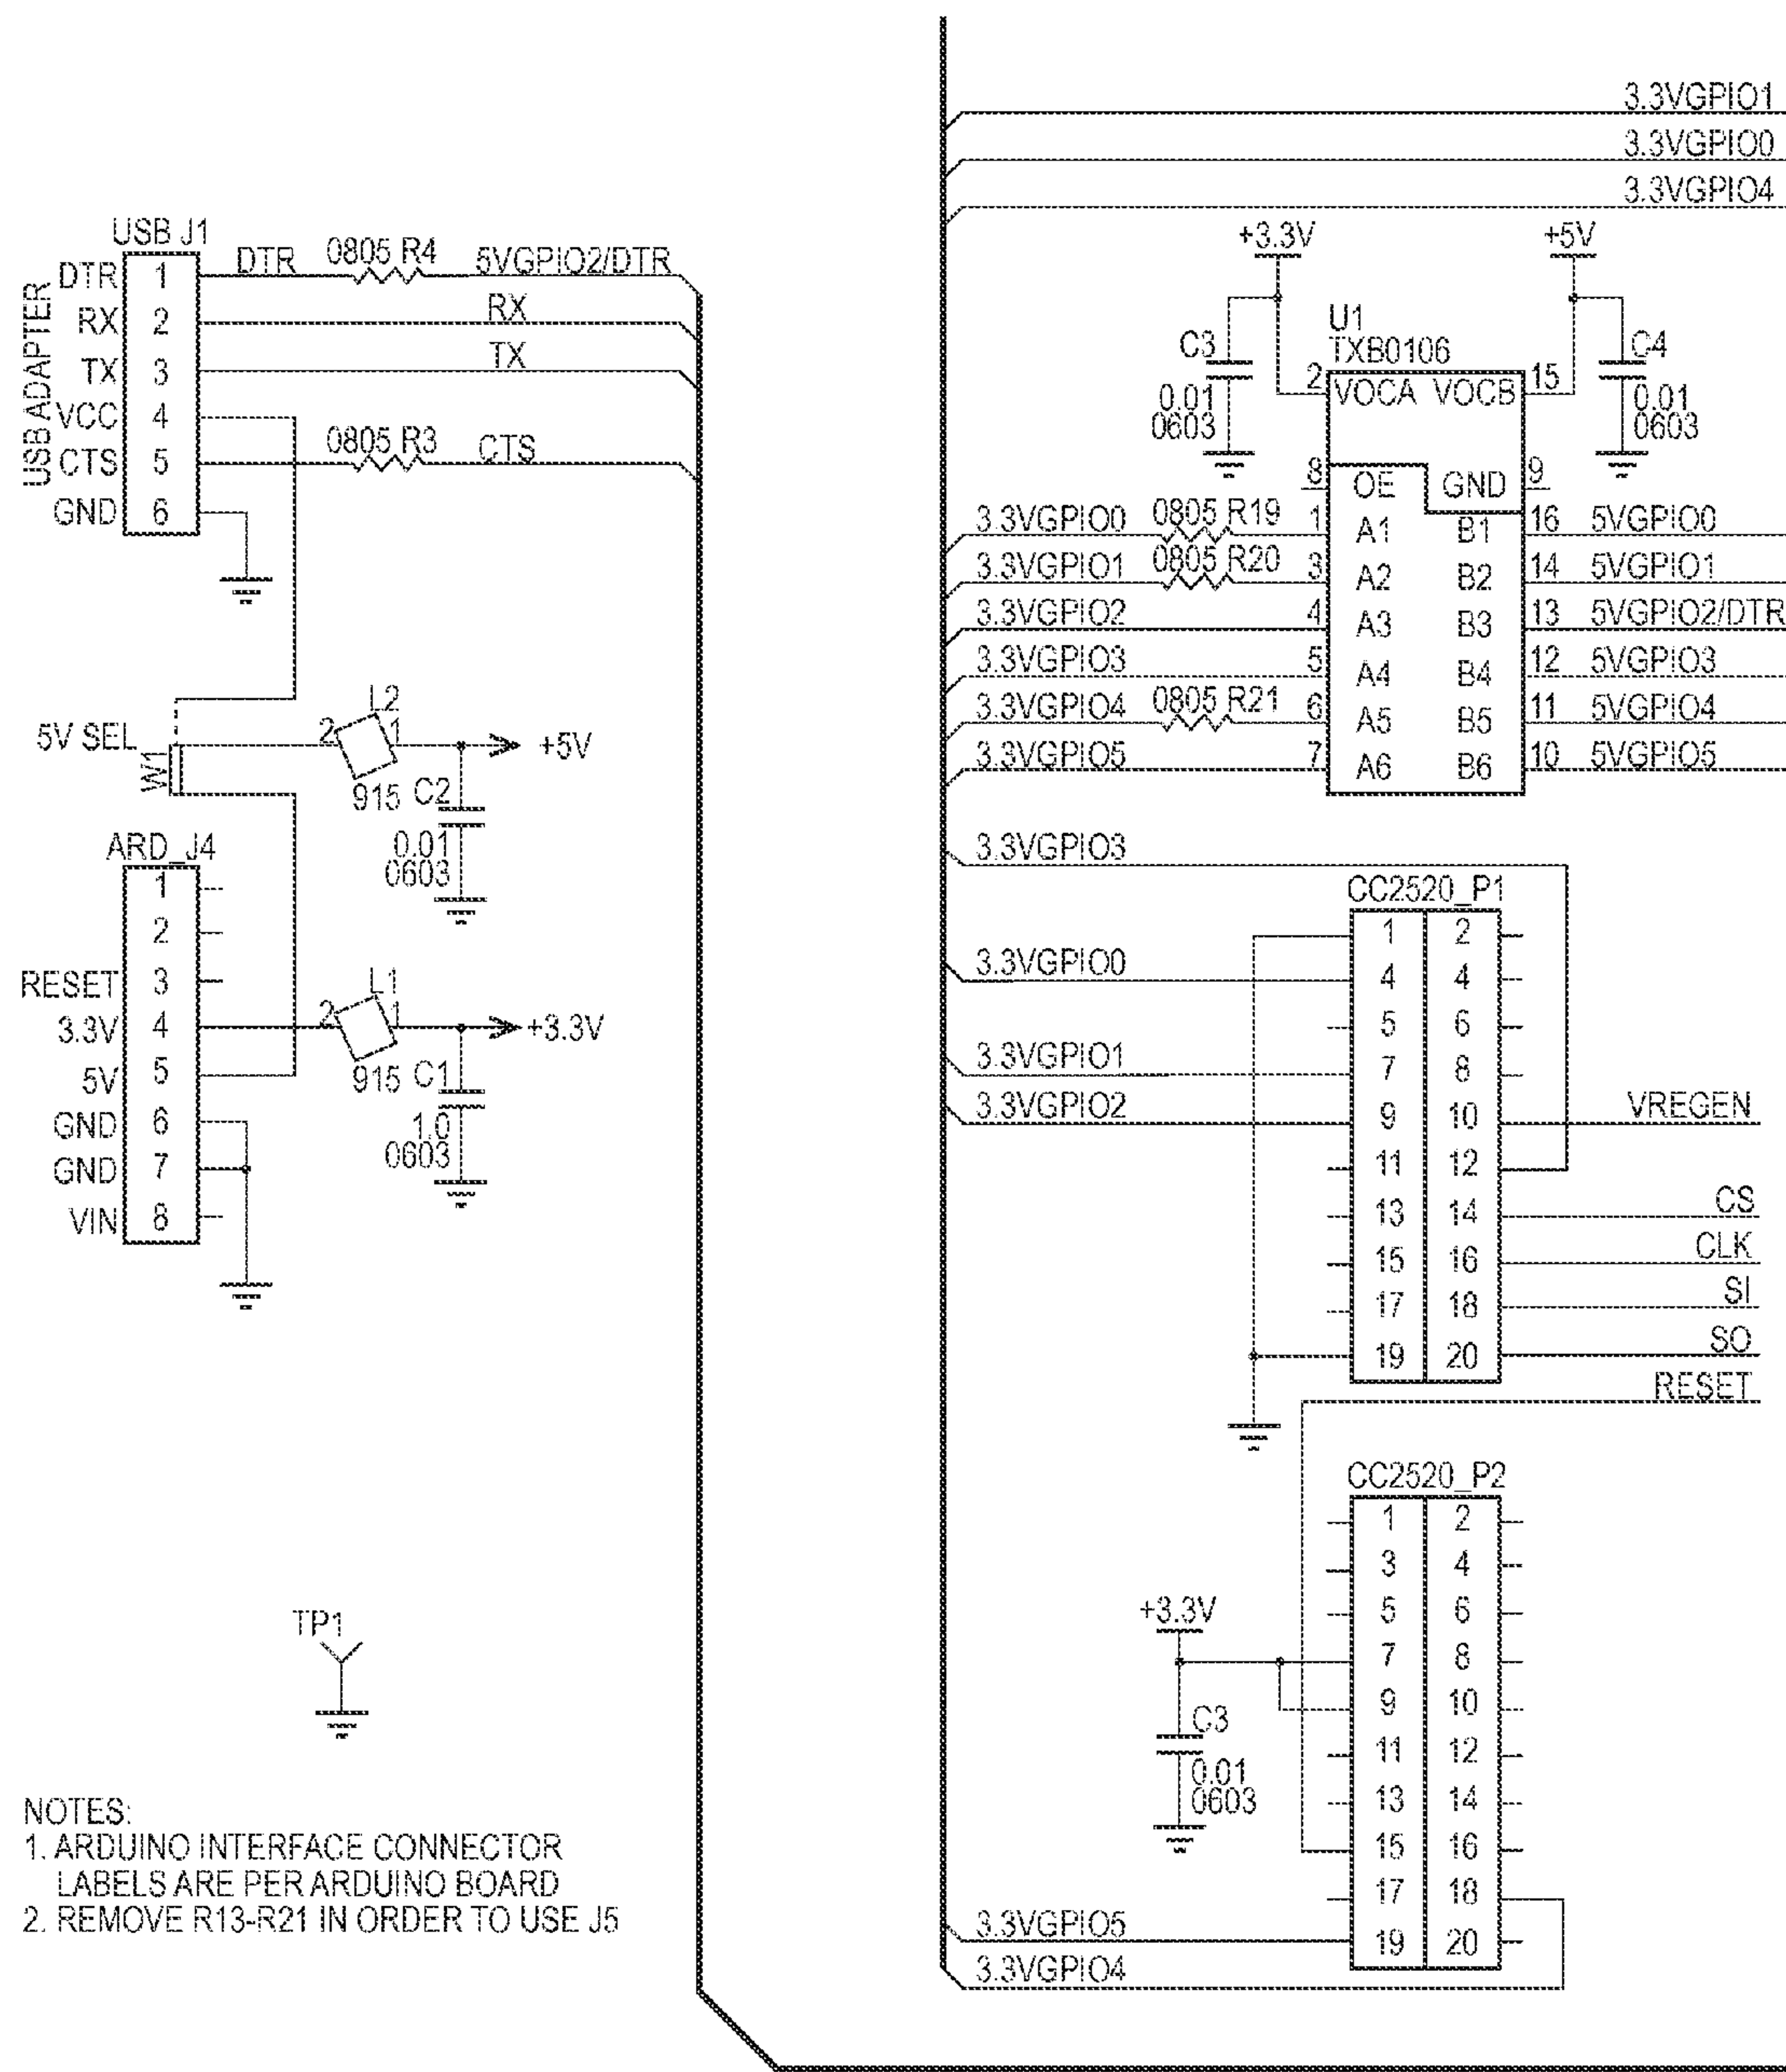 3.3VGPIO1
3.3VGPIO0
3.3VGPIO4
USB J1
USB ADAPTER
DTR 1 DTR 0805 R4 5VGPIO2/DTR
RX 2 RX
TX 3 TX
VCC 4
CTS 5 0805 R3 CTS
GND 6
5V SEL
W1
2 L2 1 +5V
915 C2
0.01
0603
ARD_J4
1
2
RESET 3
3.3V 4 2 L1 1 +3.3V
5V 5 915 C1
1.0
0603
GND 6
GND 7
VIN 8
TP1
NOTES:
1. ARDUINO INTERFACE CONNECTOR
LABELS ARE PER ARDUINO BOARD
2. REMOVE R13-R21 IN ORDER TO USE J5
+3.3V +5V
C3
0.01
0603
U1
TXB0106
C4
0.01
0603
2 VOCA VOCB 15
8 OE GND 9
3.3VGPIO0 0805 R19 1 A1 B1 16 5VGPIO0
3.3VGPIO1 0805 R20 3 A2 B2 14 5VGPIO1
3.3VGPIO2 4 A3 B3 13 5VGPIO2/DTR
3.3VGPIO3 5 A4 B4 12 5VGPIO3
3.3VGPIO4 0805 R21 6 A5 B5 11 5VGPIO4
3.3VGPIO5 7 A6 B6 10 5VGPIO5
3.3VGPIO3
CC2520_P1
1 2
3.3VGPIO0 4 4
5 6
3.3VGPIO1 7 8
3.3VGPIO2 9 10 VREGEN
11 12
13 14 CS
15 16 CLK
17 18 SI
19 20 SO
RESET
CC2520_P2
1 2
3 4
5 6
+3.3V
7 8
9 10
C3
0.01
0603
11 12
13 14
15 16
17 18
3.3VGPIO5 19 20
3.3VGPIO4